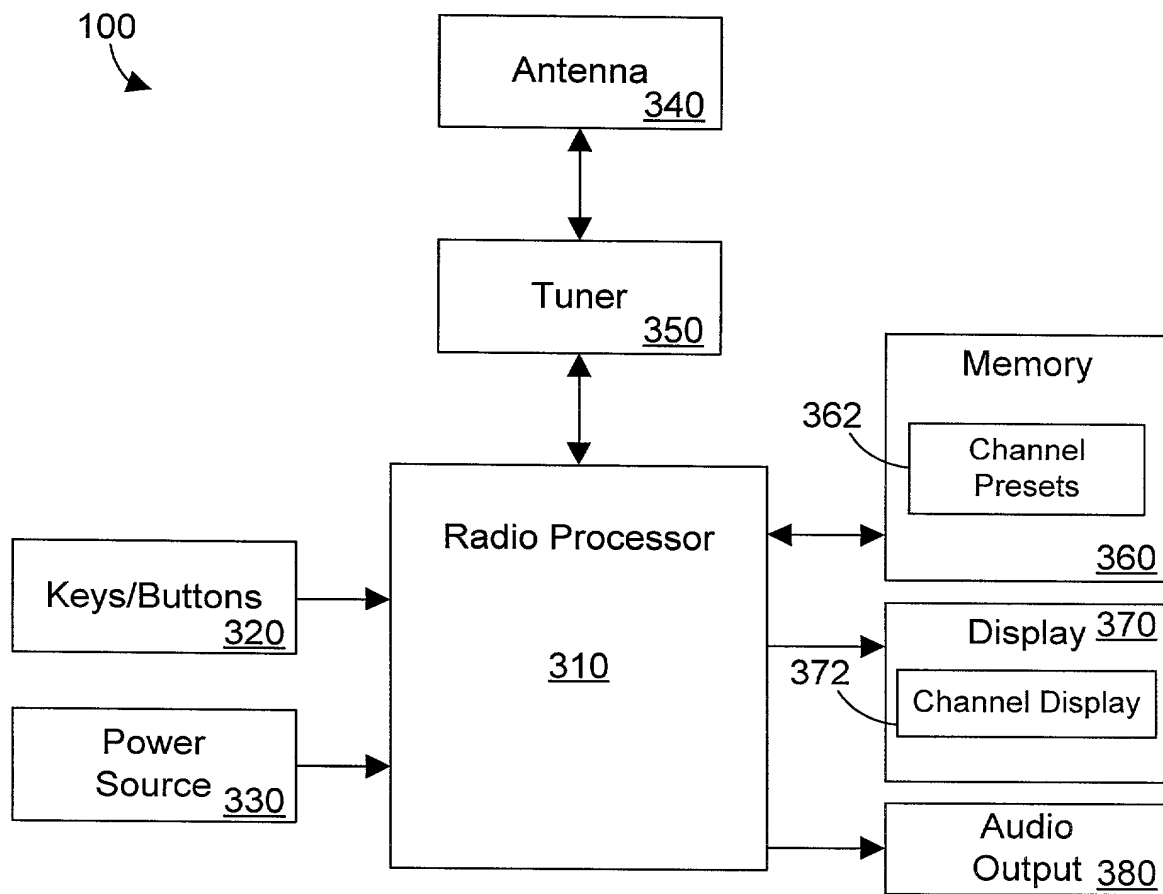 100
Antenna
340
Tuner
350
Memory
362
Channel
Presets
360
Radio Processor
310
Keys/Buttons
320
Power
Source
330
Display
370
372
Channel Display
Audio
Output
380